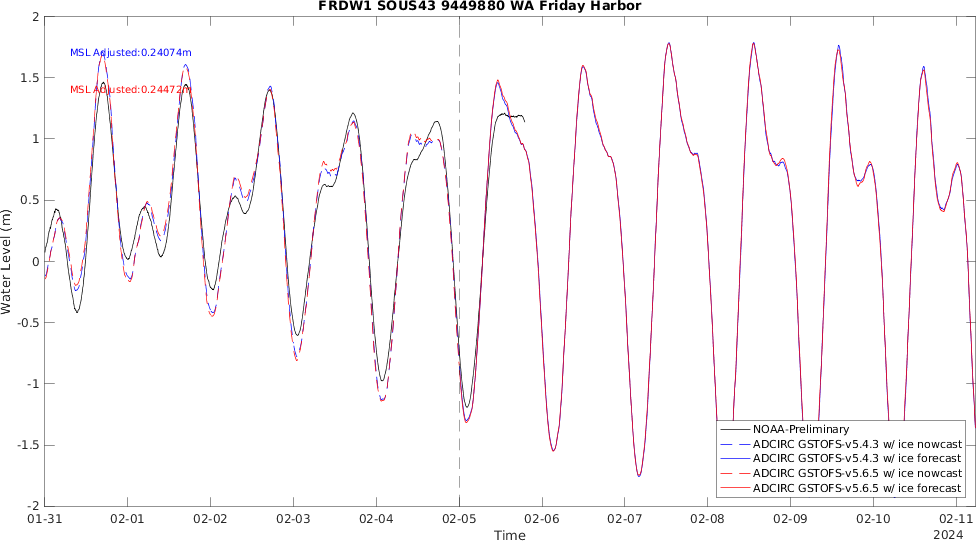 FRDW1 SOUS43 9449880 WA Friday Harbor
2
MSL Adjusted:0.24074m
1.5
MSL Adjusted:0.24472m
1
0.5
0
-0.5
-1
-1.5
-2
Water Level (m)
NOAA-Preliminary
ADCIRC GSTOFS-v5.4.3 w/ ice nowcast
ADCIRC GSTOFS-v5.4.3 w/ ice forecast
ADCIRC GSTOFS-v5.6.5 w/ ice nowcast
ADCIRC GSTOFS-v5.6.5 w/ ice forecast
01-31 02-01 02-02 02-03 02-04 02-05 02-06 02-07 02-08 02-09 02-10 02-11
Time
2024